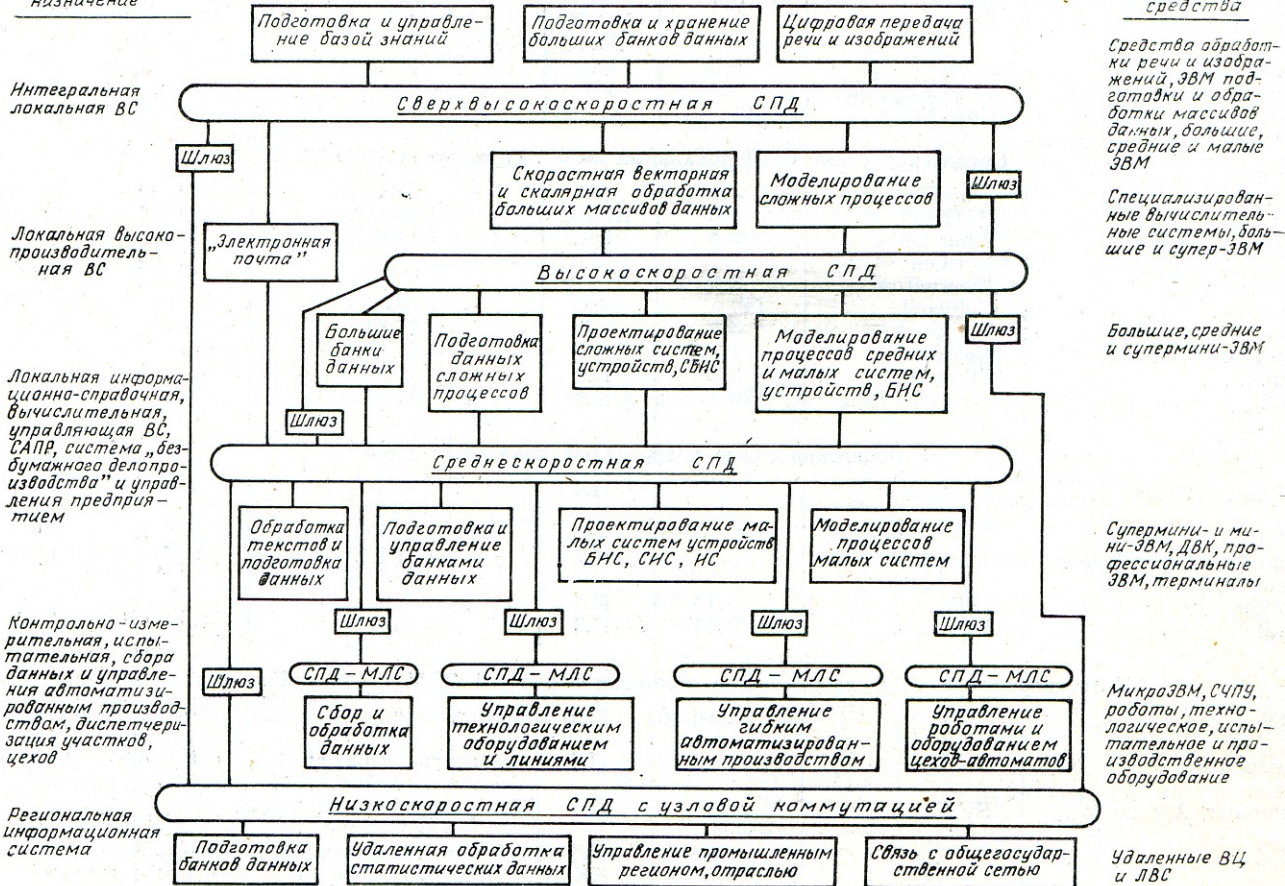 назначение
средства
Подготовка и управле-
ние базой знаний
Подготовка и хранение
больших банков данных
Цифровая передача
речи и изображений
Интегральная
локальная ВС
Сверхвысокоскоростная СПД
Средства обработ-
ки речи и изобра-
жений, ЭВМ под-
готовки и обра-
ботки массивов
данных, большие,
средние и малые
ЭВМ
Шлюз
Скоростная векторная
и скалярная обработка
больших массивов данных
Моделирование
сложных процессов
Шлюз
Локальная высоко-
производитель-
ная ВС
„Электронная
почта”
Специализирован-
ные вычислитель-
ные системы, боль-
шие и супер-ЭВМ
Высокоскоростная СПД
Большие
банки
данных
Подготовка
данных
сложных
процессов
Проектирование
сложных систем,
устройств, СБИС
Моделирование
процессов средних
и малых систем,
устройств, БИС
Шлюз
Большие, средние
и супермини-ЭВМ
Шлюз
Локальная информа-
ционно-справочная,
вычислительная,
управляющая ВС,
САПР, система „без-
бумажного делопро-
изводства” и управ-
ления предприя-
тием
Среднескоростная СПД
Обработка
текстов и
подготовка
данных
Подготовка и
управление
банками
данных
Проектирование ма-
лых систем устройств
БИС, СИС, ИС
Моделирование
процессов
малых систем
Супермини- и ми-
ни-ЭВМ, ДВК, про-
фессиональные
ЭВМ, терминалы
Шлюз
Шлюз
Шлюз
Шлюз
Контрольно-изме-
рительная, испы-
тательная, сбора
данных и управле-
ния автоматизи-
рованным производ-
ством, диспетчери-
зация участков,
цехов
Шлюз
СПД-МЛС
СПД-МЛС
СПД-МЛС
СПД-МЛС
Сбор и
обработка
данных
Управление
технологическим
оборудованием
и линиями
Управление
гибким
автоматизирован-
ным производством
Управление
роботами и
оборудованием
цехов-автоматов
МикроЭВМ, СЧПУ,
роботы, техно-
логическое, испы-
тательное и про-
изводственное
оборудование
Низкоскоростная СПД с узловой коммутацией
Региональная
информационная
система
Подготовка
банков данных
Удаленная обработка
статистических данных
Управление промышленным
регионом, отраслью
Связь с общегосудар-
ственной сетью
Удаленные ВЦ
и ЛВС